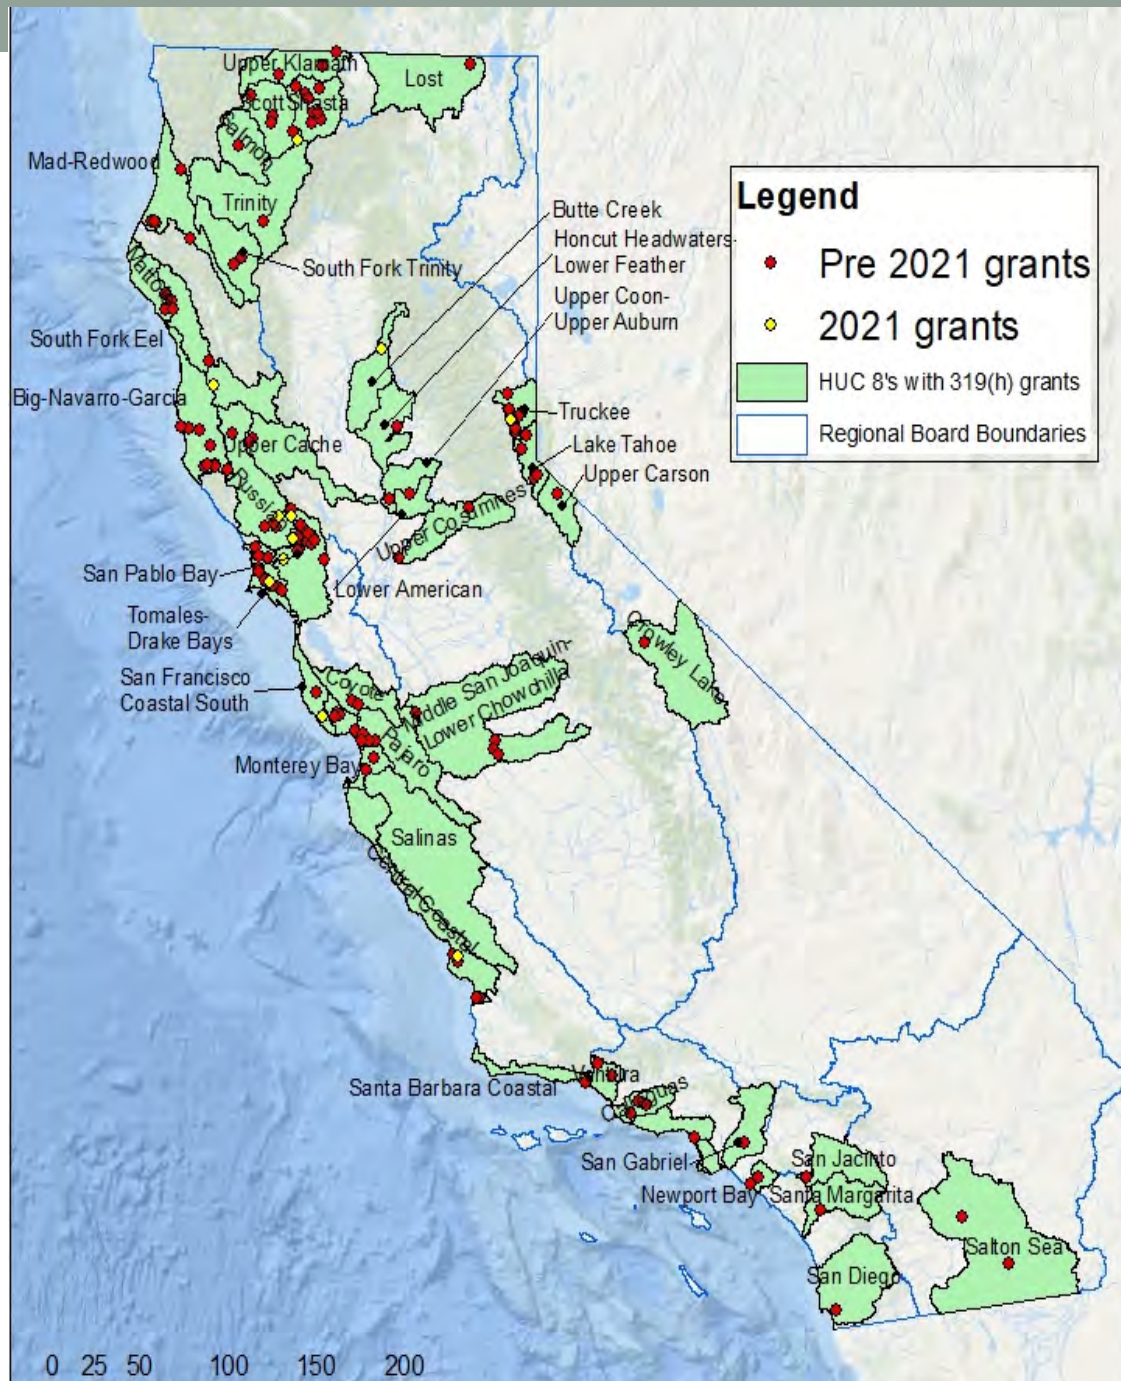 Upper Klamath
Lost
Scott Shasta
Salmon
Mad-Redwood
Trinity
Butte Creek
Honcut Headwaters-
Lower Feather
South Fork Trinity
Upper Coon-
Upper Auburn
South Fork Eel
Big-Navarro-Garcia
Truckee
Upper Cache
Lake Tahoe
Upper Carson
Russian
Upper Cosumnes
San Pablo Bay
Lower American
Tomales-
Drake Bays
Crowley Lake
San Francisco
Coastal South
Coyote
Middle San Joaquin-
Lower Chowchilla
Pajaro
Monterey Bay
Salinas
Central Coastal
Ventura
Santa Barbara Coastal
Calleguas
San Gabriel
San Jacinto
Newport Bay
Santa Margarita
Salton Sea
San Diego
0 25 50 100 150 200
Legend
Pre 2021 grants
2021 grants
HUC 8's with 319(h) grants
Regional Board Boundaries